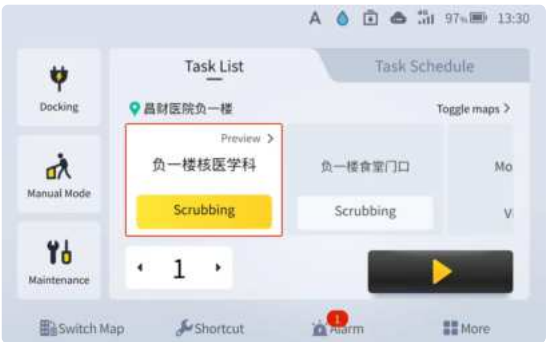 A 4G 97% 13:30
Docking
Manual Mode
Maintenance
Task List
Task Schedule
昌财医院负一楼
Toggle maps >
Preview >
负一楼核医学科
Scrubbing
负一楼食堂门口
Scrubbing
Mo
Vi
1
Switch Map
Shortcut
1
Alarm
More